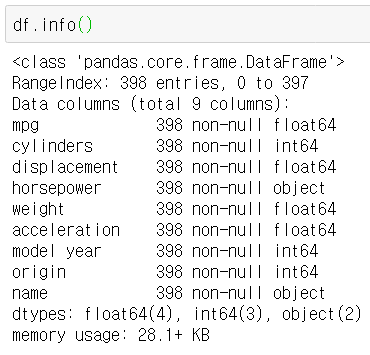 df.info()
<class 'pandas.core.frame.DataFrame'>
RangeIndex: 398 entries, 0 to 397
Data columns (total 9 columns):
mpg             398 non-null float64
cylinders       398 non-null int64
displacement    398 non-null float64
horsepower      398 non-null object
weight          398 non-null float64
acceleration    398 non-null float64
model year      398 non-null int64
origin          398 non-null int64
name            398 non-null object
dtypes: float64(4), int64(3), object(2)
memory usage: 28.1+ KB